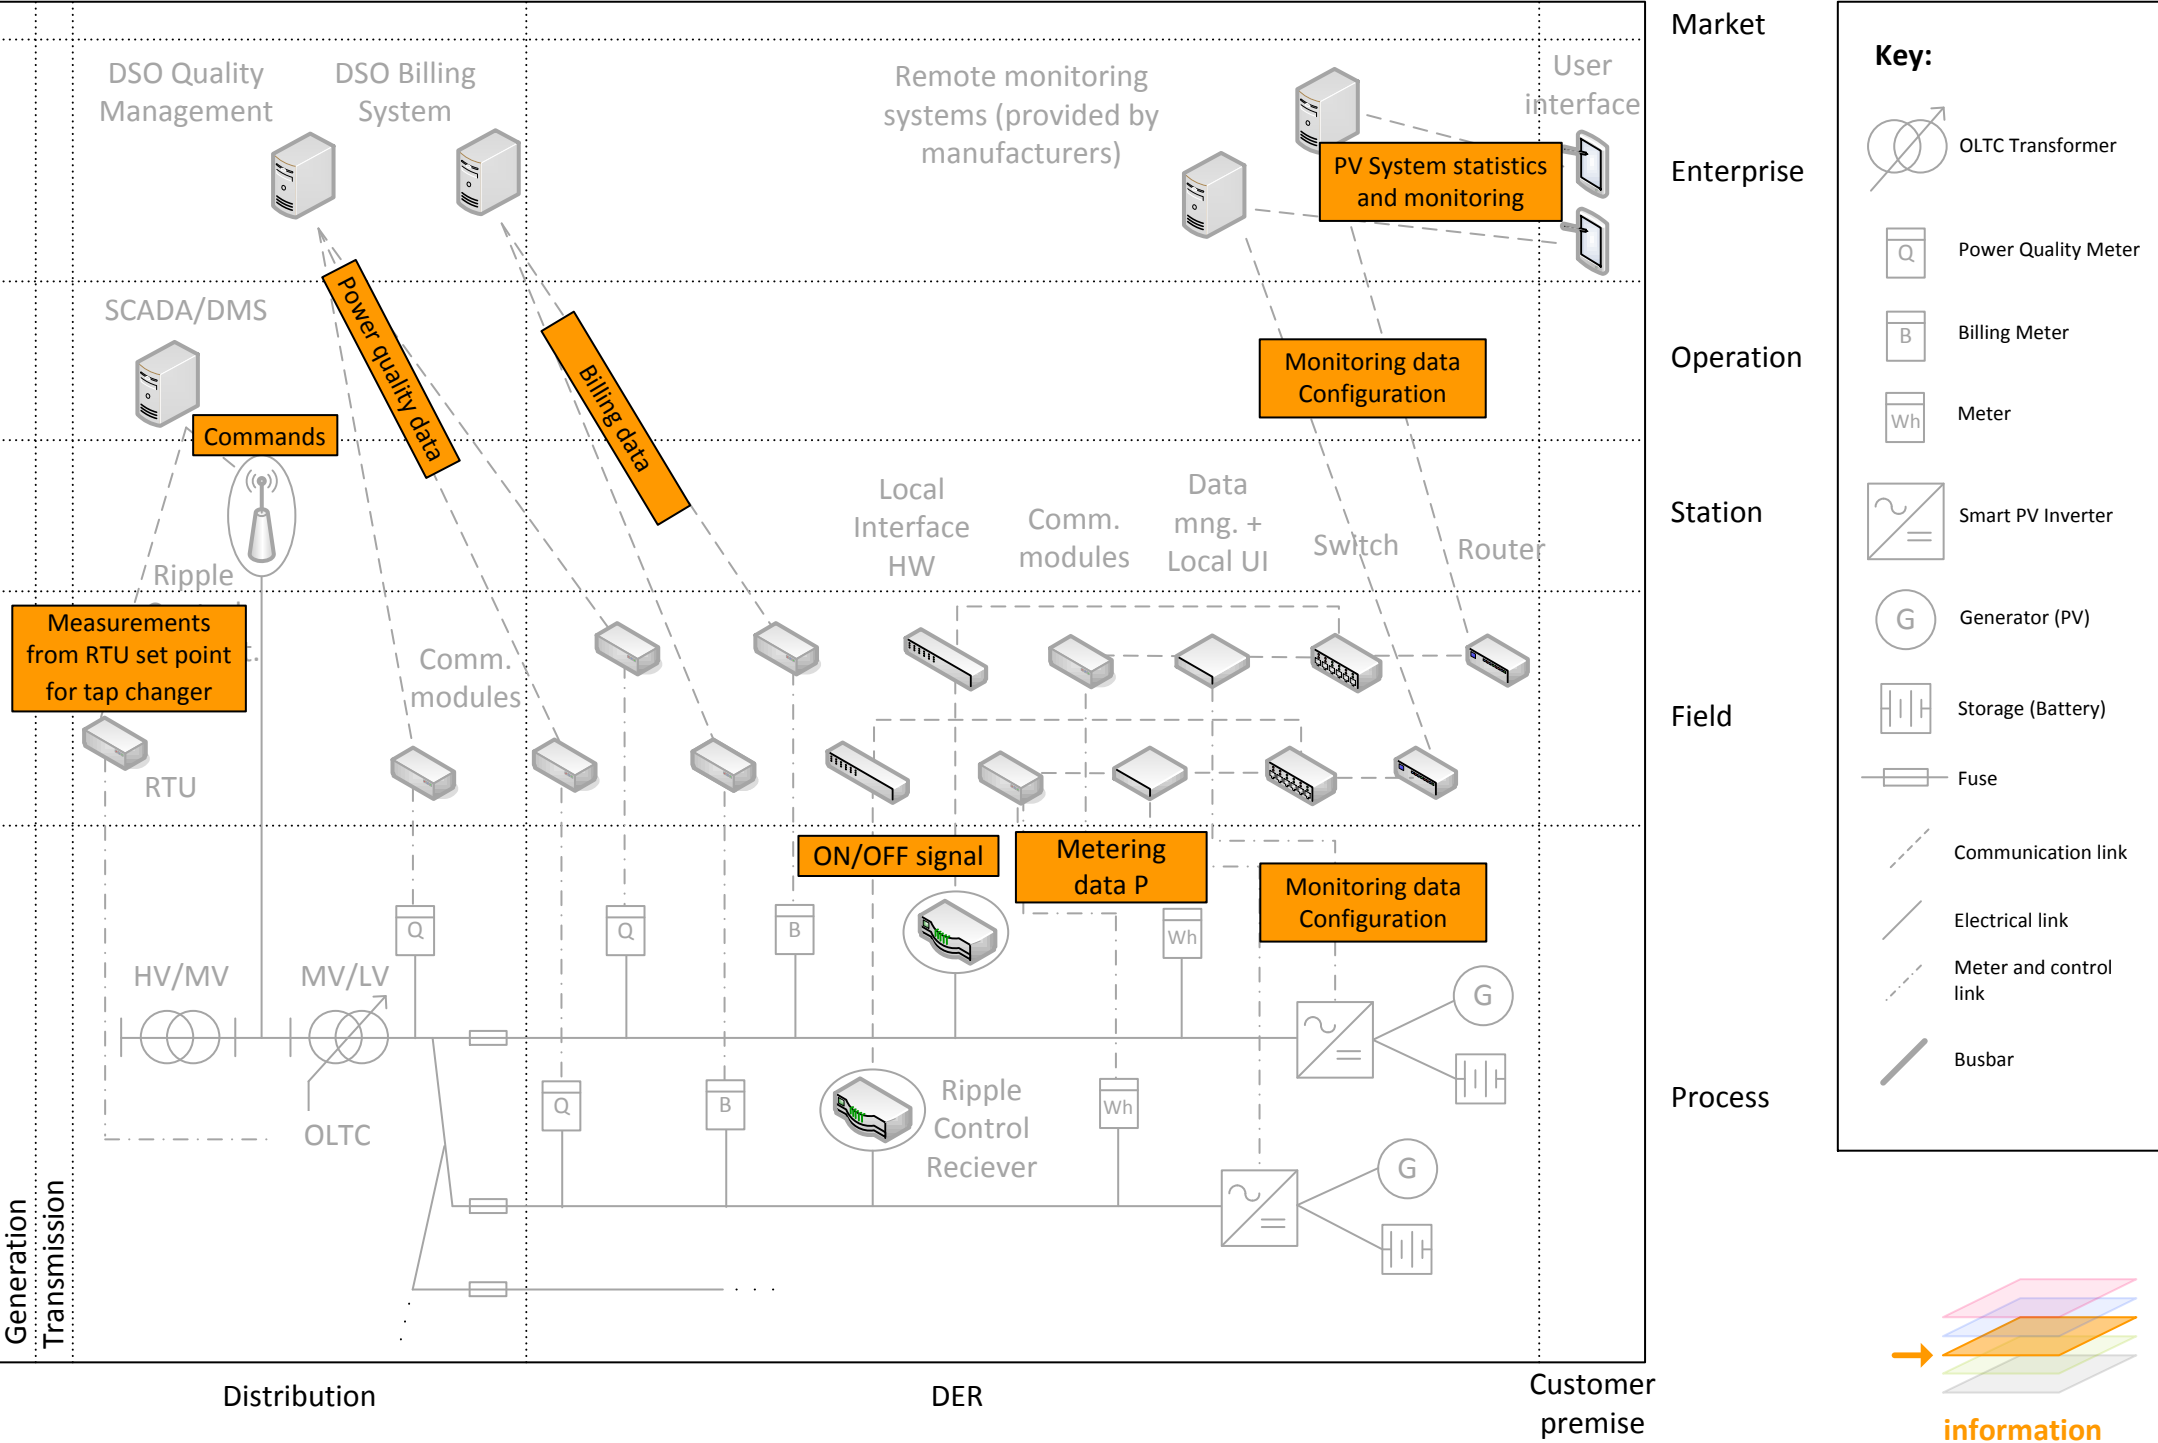 Market
DSO Quality
Management
DSO Billing
System
Remote monitoring
systems (provided by
manufacturers)
User
interface
PV System statistics
and monitoring
Enterprise
SCADA/DMS
Power quality data
Billing data
Monitoring data
Configuration
Operation
Commands
Local
Interface
HW
Comm.
modules
Data
mng. +
Local UI
Switch
Router
Station
Ripple
Measurements
from RTU set point
for tap changer
Comm.
modules
RTU
Field
ON/OFF signal
Metering
data P
Monitoring data
Configuration
Q
Q
B
Wh
HV/MV
MV/LV
G
OLTC
Q
B
Ripple
Control
Reciever
Wh
G
Process
Generation
Transmission
Distribution
DER
Customer
premise
Key:
OLTC Transformer
Q
Power Quality Meter
B
Billing Meter
Wh
Meter
Smart PV Inverter
G
Generator (PV)
Storage (Battery)
Fuse
Communication link
Electrical link
Meter and control
link
Busbar
information